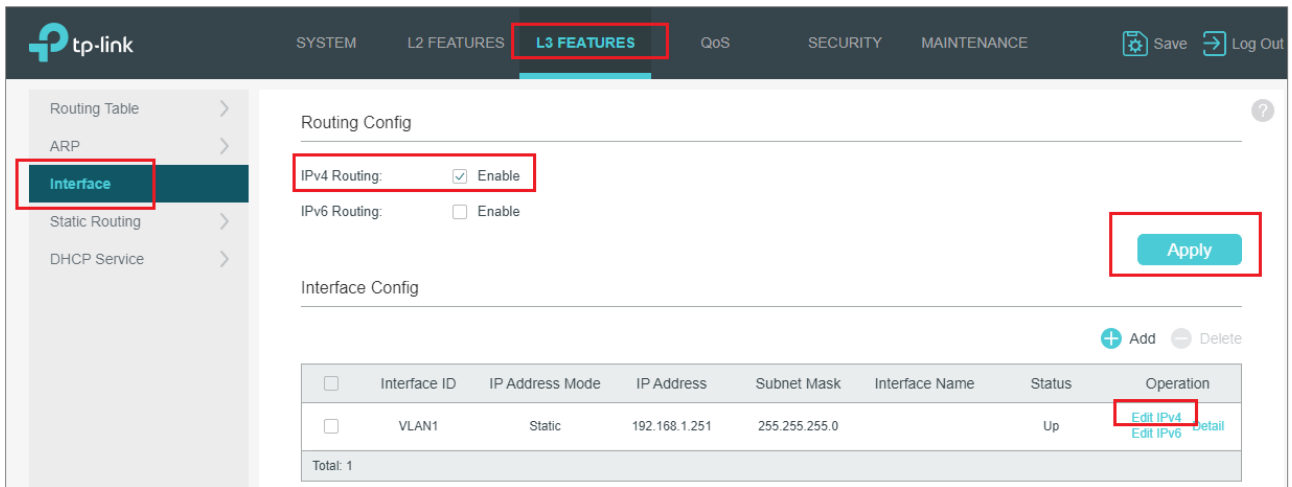 tp-link
SYSTEM L2 FEATURES L3 FEATURES QoS SECURITY MAINTENANCE Save Log Out
Routing Table
ARP
Interface
Static Routing
DHCP Service
?
Routing Config
IPv4 Routing: Enable
IPv6 Routing: Enable
Apply
Interface Config
Add Delete
Interface ID IP Address Mode IP Address Subnet Mask Interface Name Status Operation
VLAN1 Static 192.168.1.251 255.255.255.0 Up Edit IPv4 Detail
Edit IPv6
Total: 1